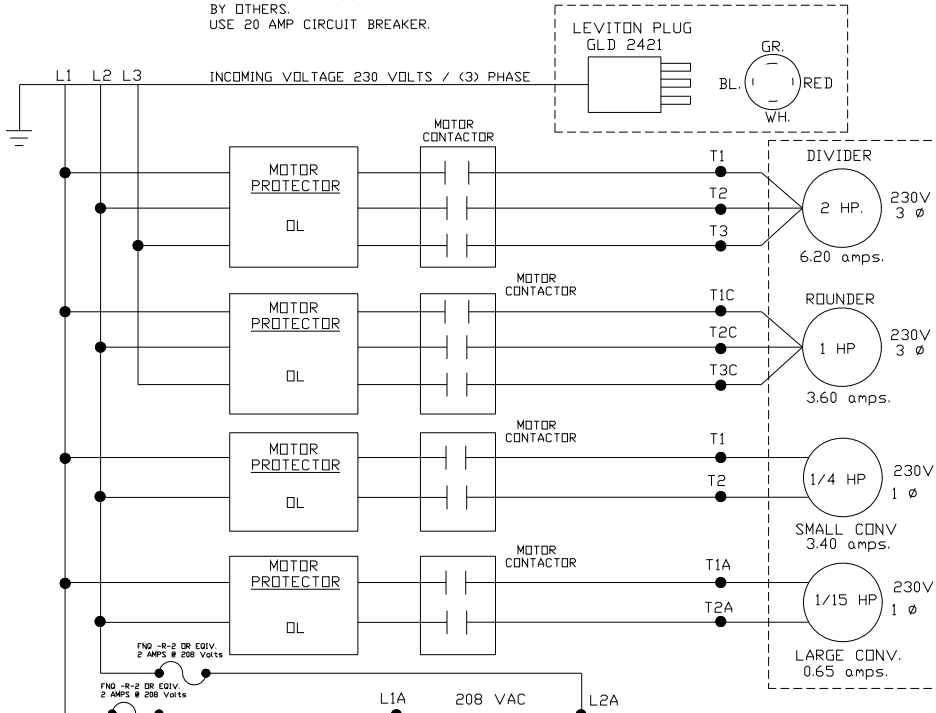 BY OTHERS.
USE 20 AMP CIRCUIT BREAKER.
LEVITON PLUG
GLD 2421
GR.
BL.
RED
WH.
L1 L2 L3
INCOMING VOLTAGE 230 VOLTS / (3) PHASE
MOTOR
CONTACTOR
MOTOR
PROTECTOR
OL
T1
T2
T3
DIVIDER
2 HP.
230V
3 Ø
6.20 amps.
MOTOR
CONTACTOR
MOTOR
PROTECTOR
OL
T1C
T2C
T3C
ROUNDER
1 HP
230V
3 Ø
3.60 amps.
MOTOR
CONTACTOR
MOTOR
PROTECTOR
OL
T1
T2
1/4 HP
230V
1 Ø
SMALL CONV
3.40 amps.
MOTOR
CONTACTOR
MOTOR
PROTECTOR
OL
T1A
T2A
1/15 HP
230V
1 Ø
LARGE CONV.
0.65 amps.
FNQ -R-2 OR EQIV.
2 AMPS @ 208 Volts
FNQ -R-2 OR EQIV.
2 AMPS @ 208 Volts
L1A
208 VAC
L2A